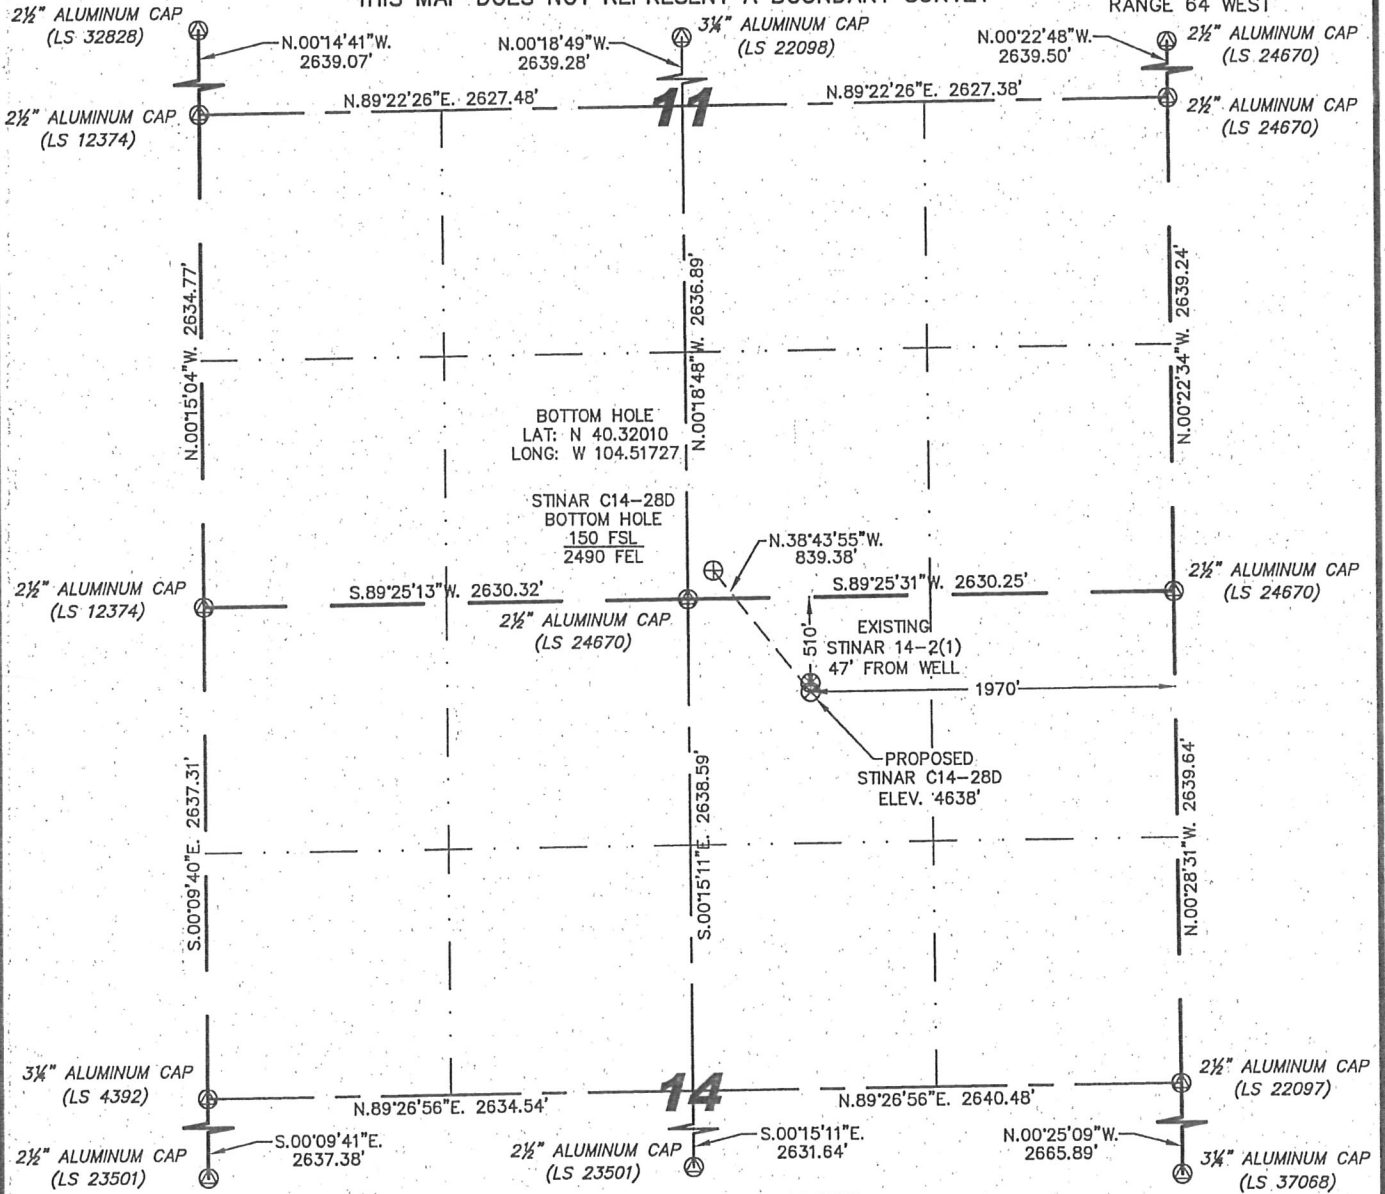 THIS MAP DOES NOT REPRESENT A BOUNDARY SURVEY
RANGE 64 WEST
2½" ALUMINUM CAP
(LS 32828)
N.00°14'41"W.
2639.07'
N.00°18'49"W.
2639.28'
3¼" ALUMINUM CAP
(LS 22098)
N.00°22'48"W.
2639.50'
2½" ALUMINUM CAP
(LS 24670)
2½" ALUMINUM CAP
(LS 12374)
N.89°22'26"E. 2627.48'
11
N.89°22'26"E. 2627.38'
2½" ALUMINUM CAP
(LS 24670)
N.00°15'04"W. 2634.77'
N.00°18'48"W. 2636.89'
N.00°22'34"W. 2639.24'
BOTTOM HOLE
LAT: N 40.32010
LONG: W 104.51727
STINAR C14-28D
BOTTOM HOLE
150 FSL
2490 FEL
N.38°43'55"W.
839.38'
2½" ALUMINUM CAP
(LS 12374)
S.89°25'13"W. 2630.32'
2½" ALUMINUM CAP
(LS 24670)
S.89°25'31"W. 2630.25'
2½" ALUMINUM CAP
(LS 24670)
510'
EXISTING
STINAR 14-2(1)
47' FROM WELL
1970'
PROPOSED
STINAR C14-28D
ELEV. 4638'
S.00°09'40"E. 2637.31'
S.00°15'11"E. 2638.59'
N.00°28'31"W. 2639.64'
3¼" ALUMINUM CAP
(LS 4392)
N.89°26'56"E. 2634.54'
14
N.89°26'56"E. 2640.48'
2½" ALUMINUM CAP
(LS 22097)
2½" ALUMINUM CAP
(LS 23501)
S.00°09'41"E.
2637.38'
2½" ALUMINUM CAP
(LS 23501)
S.00°15'11"E.
2631.64'
N.00°25'09"W.
2665.89'
3¼" ALUMINUM CAP
(LS 37068)